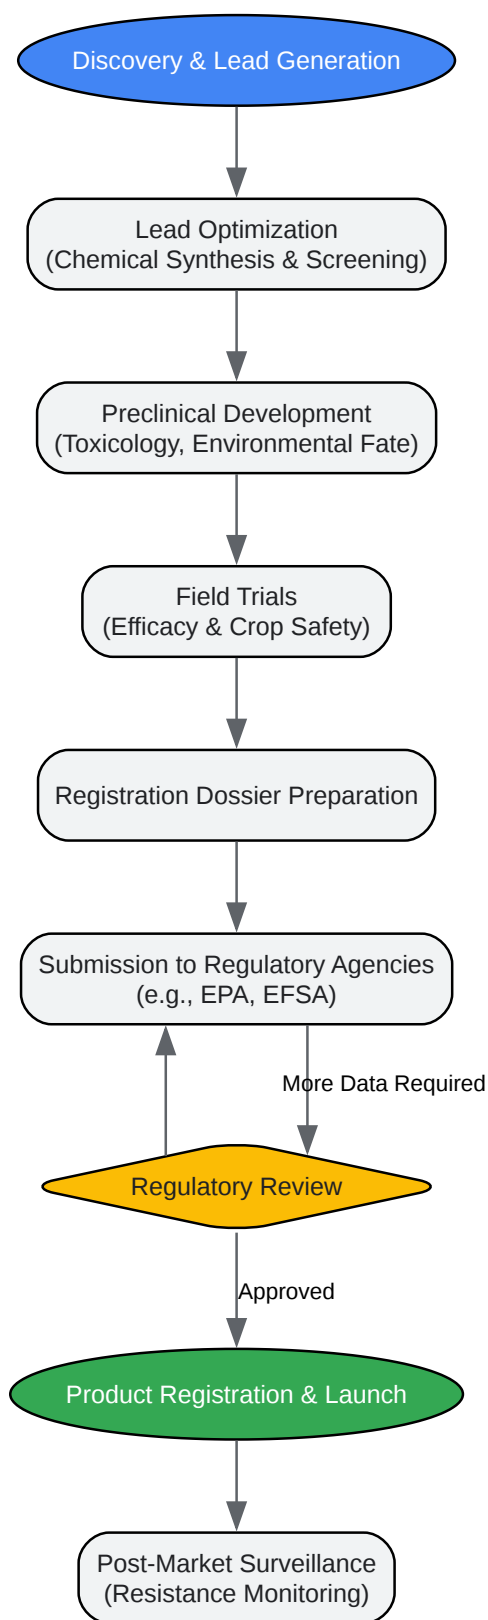 Discovery & Lead Generation
Lead Optimization
(Chemical Synthesis & Screening)
Preclinical Development
(Toxicology, Environmental Fate)
Field Trials
(Efficacy & Crop Safety)
Registration Dossier Preparation
Submission to Regulatory Agencies
(e.g., EPA, EFSA)
More Data Required
Regulatory Review
Approved
Product Registration & Launch
Post-Market Surveillance
(Resistance Monitoring)